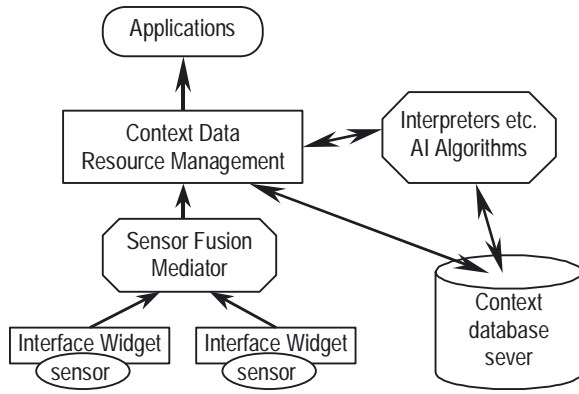 Applications
Context Data
Resource Management
Interpreters etc.
AI Algorithms
Sensor Fusion
Mediator
Context
database
sever
Interface Widget
sensor
Interface Widget
sensor